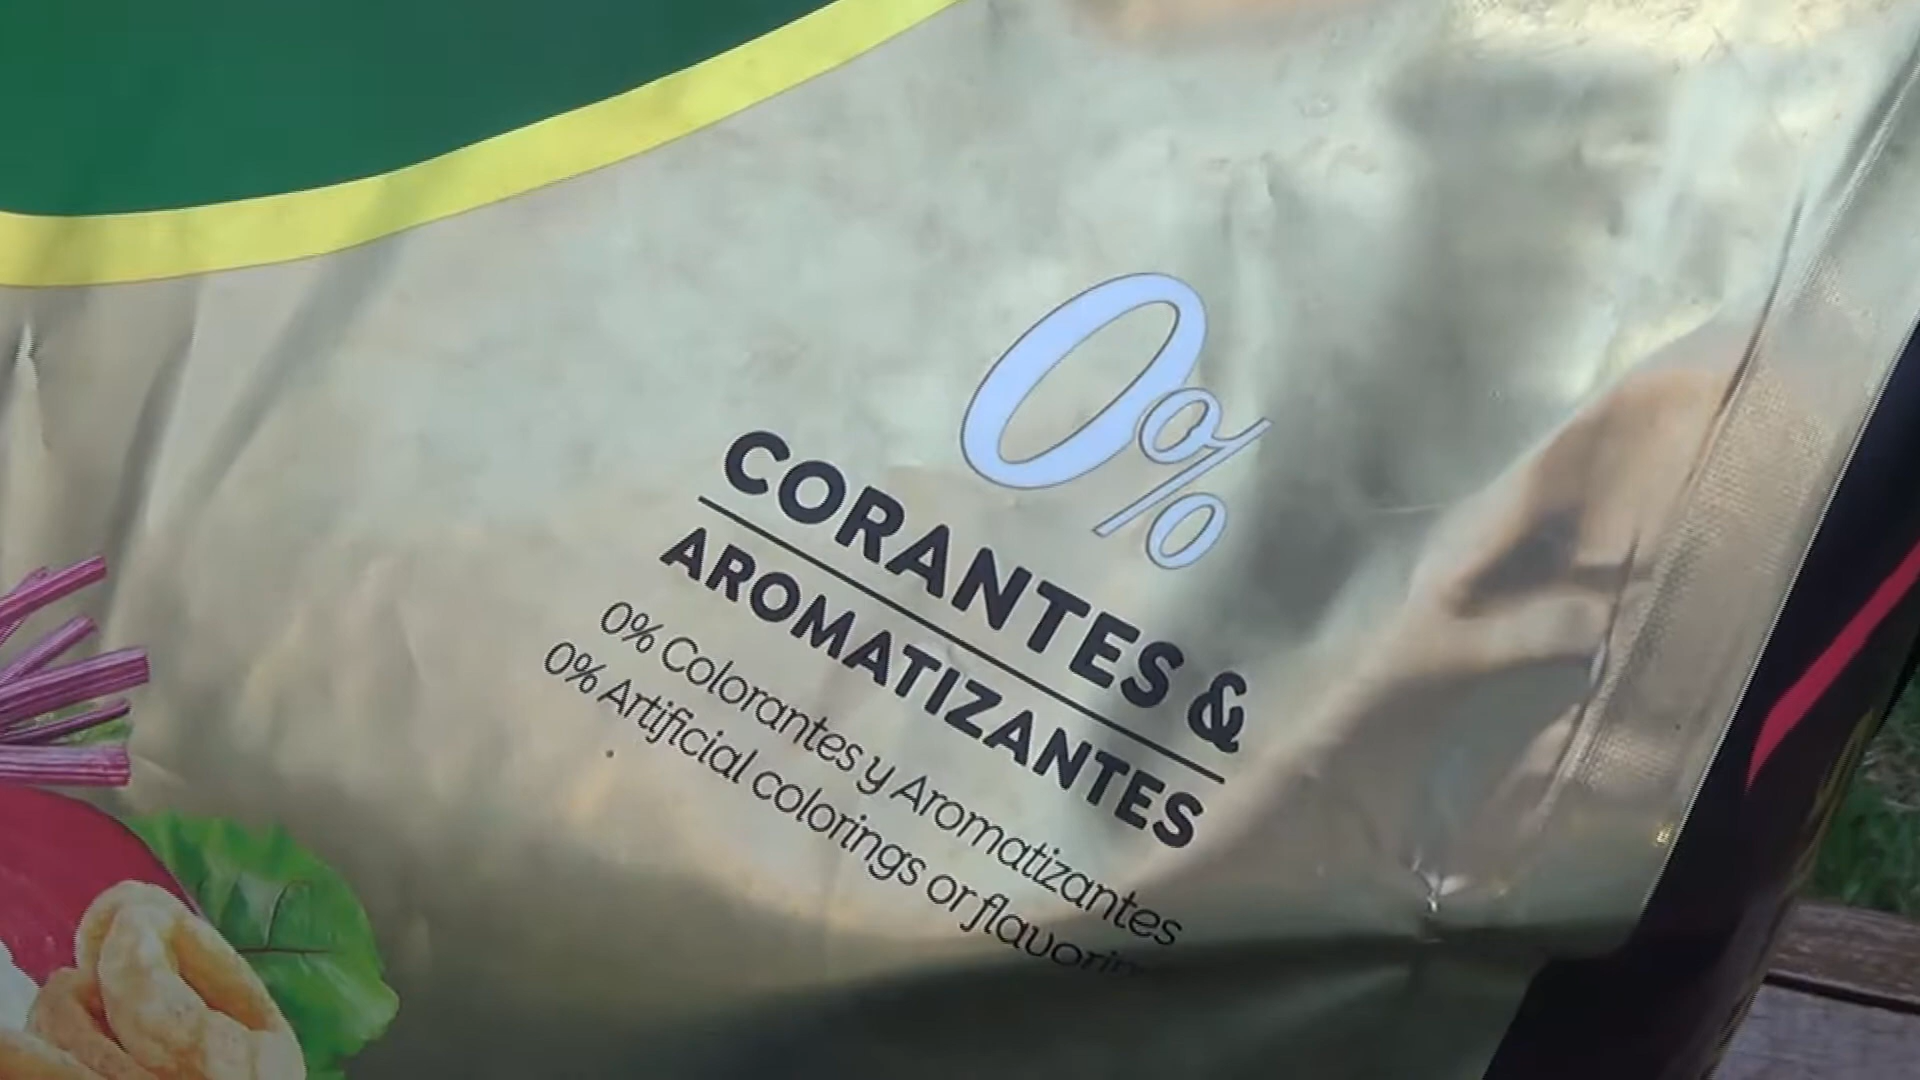 0%
CORANTES &
AROMATIZANTES
0% Colorantes y Aromatizantes
0% Artificial colorings or